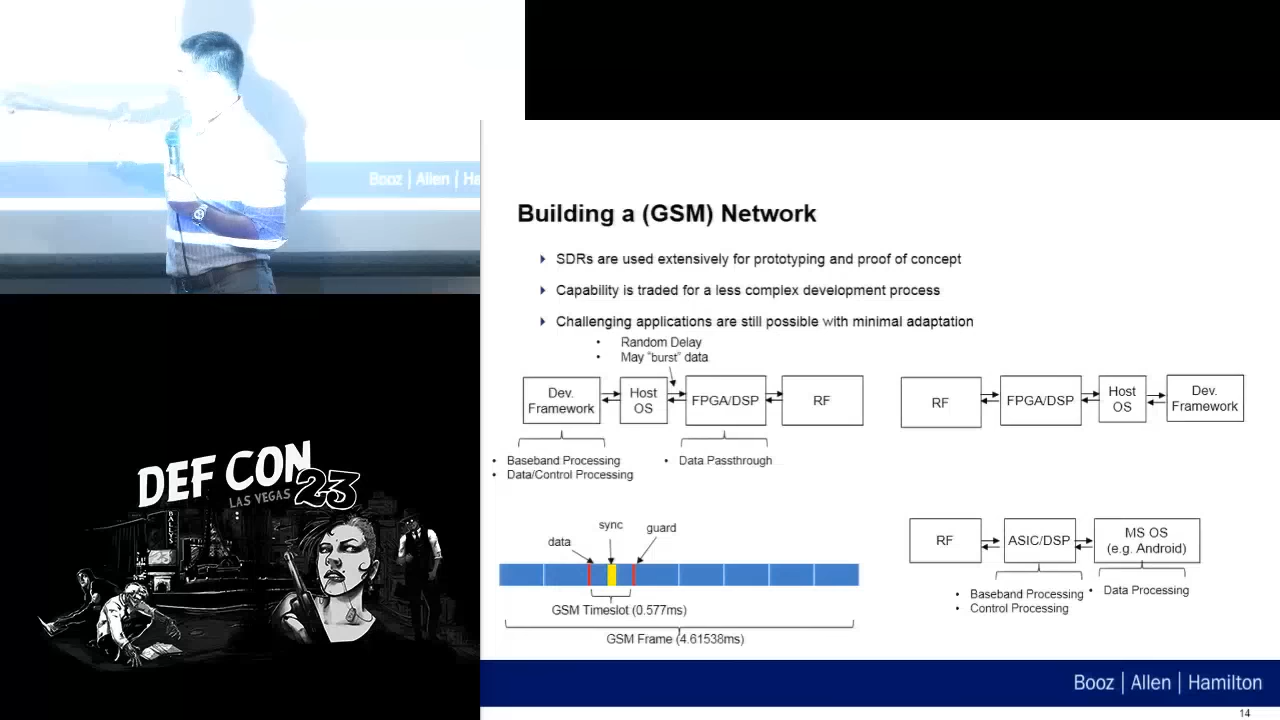 Booz | Allen | Ha
Building a (GSM) Network
SDRs are used extensively for prototyping and proof of concept
Capability is traded for a less complex development process
Challenging applications are still possible with minimal adaptation
• Random Delay
• May "burst" data
Dev.
Framework
Host
OS
FPGA/DSP
RF
RF
FPGA/DSP
Host
OS
Dev.
Framework
• Baseband Processing
• Data/Control Processing
• Data Passthrough
DEF CON
LAS VEGAS 23
BALLYS
sync
data
guard
GSM Timeslot (0.577ms)
GSM Frame (4.61538ms)
RF
ASIC/DSP
MS OS
(e.g. Android)
• Baseband Processing
• Control Processing
• Data Processing
Booz | Allen | Hamilton
14